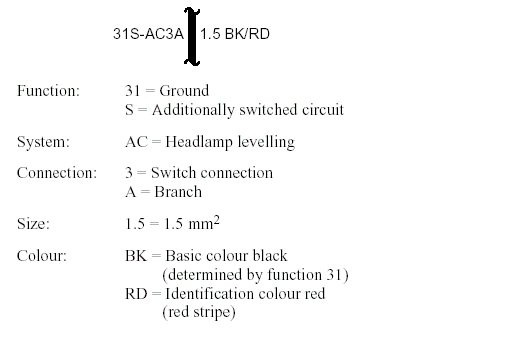 31S-AC3A 1.5 BK/RD
Function: 31 = Ground
S = Additionally switched circuit
System: AC = Headlamp levelling
Connection: 3 = Switch connection
A = Branch
Size: 1.5 = 1.5 mm²
Colour: BK = Basic colour black
(determined by function 31)
RD = Identification colour red
(red stripe)